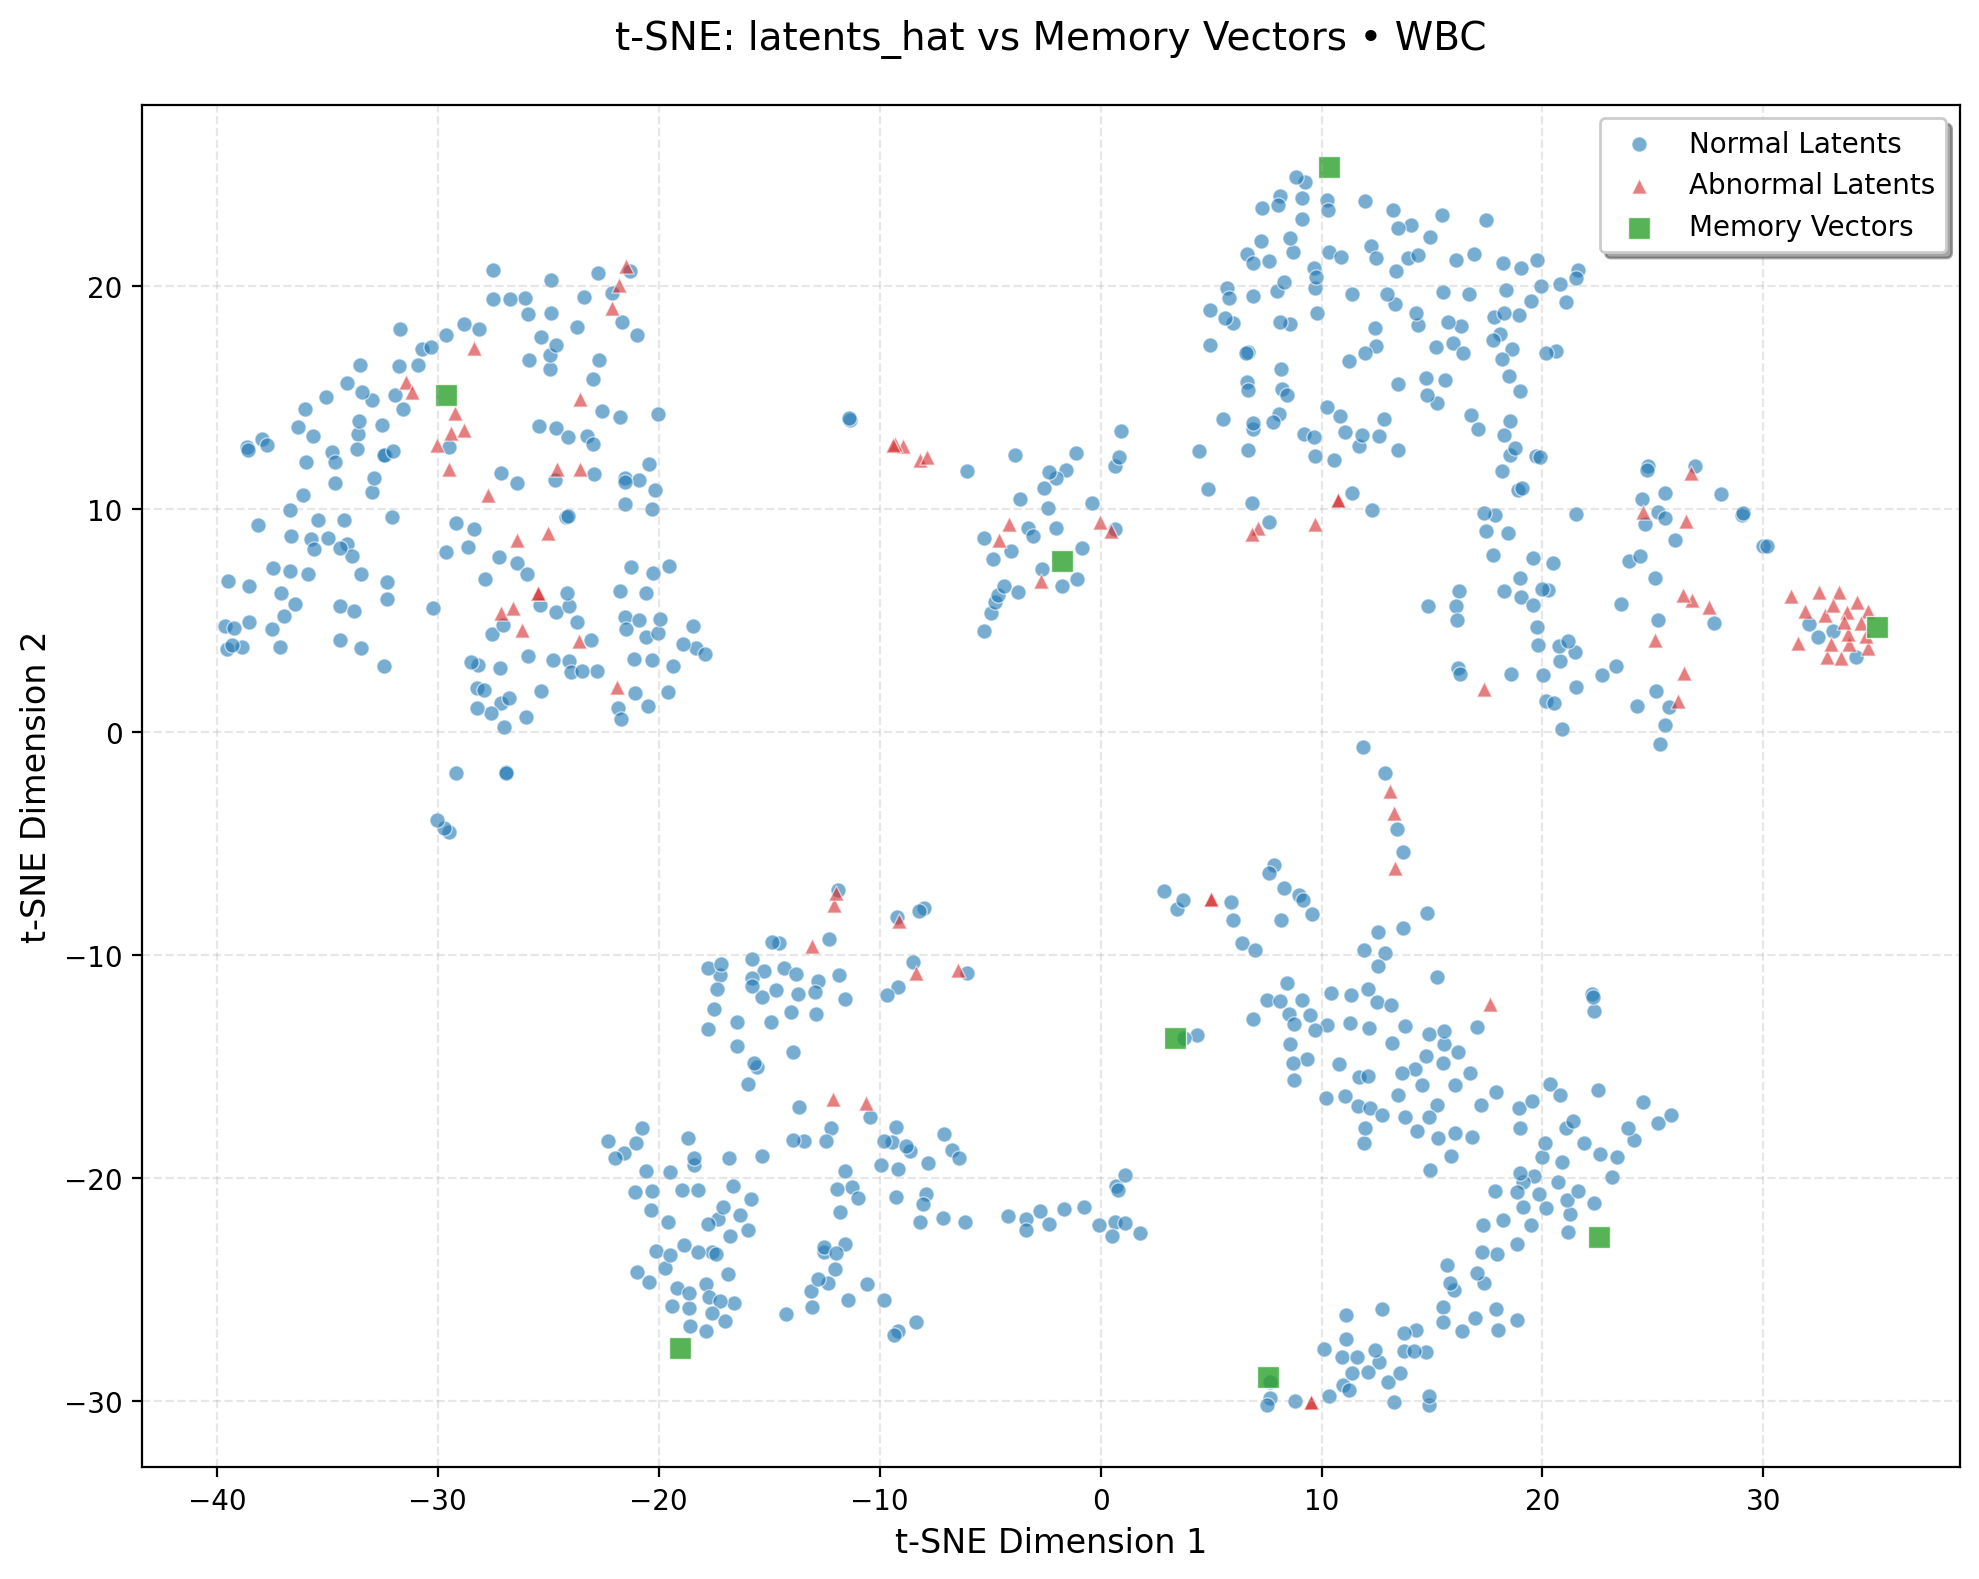 t-SNE: latents_hat vs Memory Vectors • WBC
Normal Latents
Abnormal Latents
Memory Vectors
20
10
0
−10
−20
−30
t-SNE Dimension 2
−40
−30
−20
−10
0
10
20
30
t-SNE Dimension 1